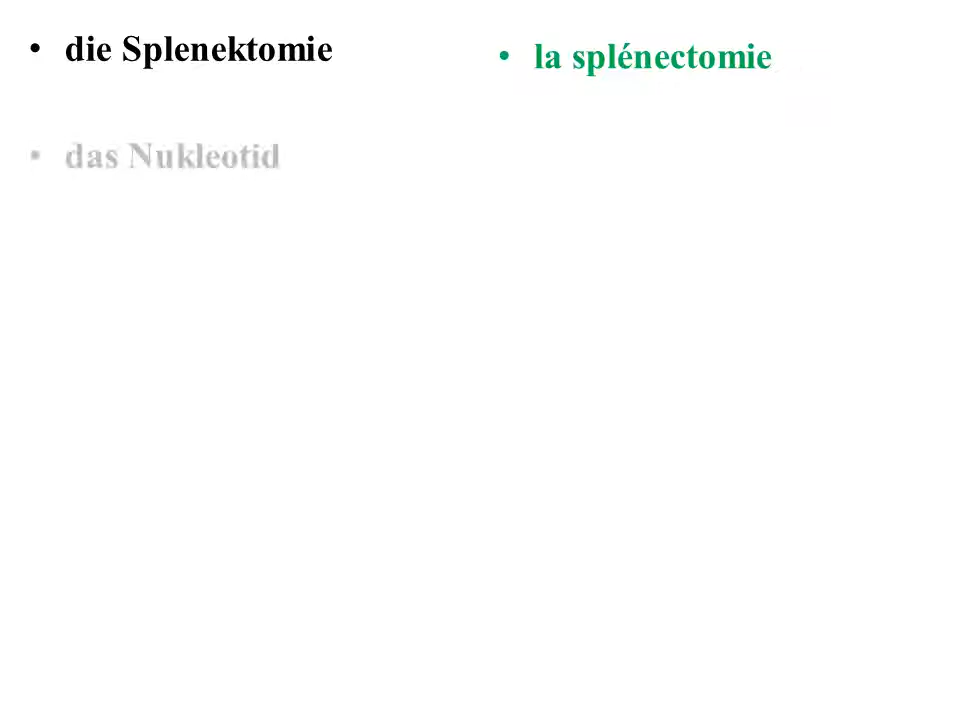 • die Splenektomie
• la splénectomie
• das Nukleotid